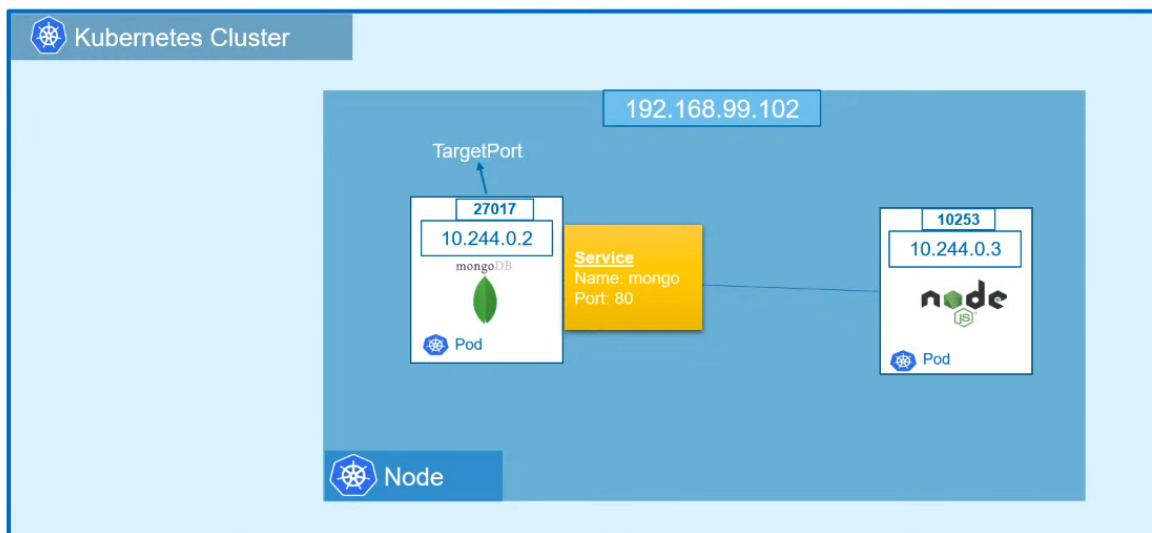 Kubernetes Cluster
192.168.99.102
TargetPort
27017
10.244.0.2
mongoDB
Pod
Service
Name: mongo
Port: 80
10253
10.244.0.3
node
JS
Pod
Node